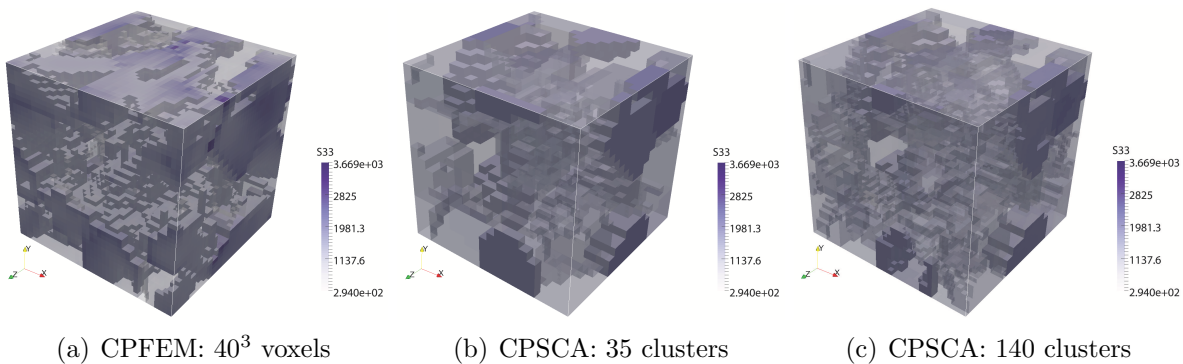 S33
3.669e+03
2825
1981.3
1137.6
2.940e+02
Y
Z
X
(a) CPFEM: 40³ voxels
S33
3.669e+03
2825
1981.3
1137.6
2.940e+02
Y
Z
X
(b) CPSCA: 35 clusters
S33
3.669e+03
2825
1981.3
1137.6
2.940e+02
Y
Z
X
(c) CPSCA: 140 clusters